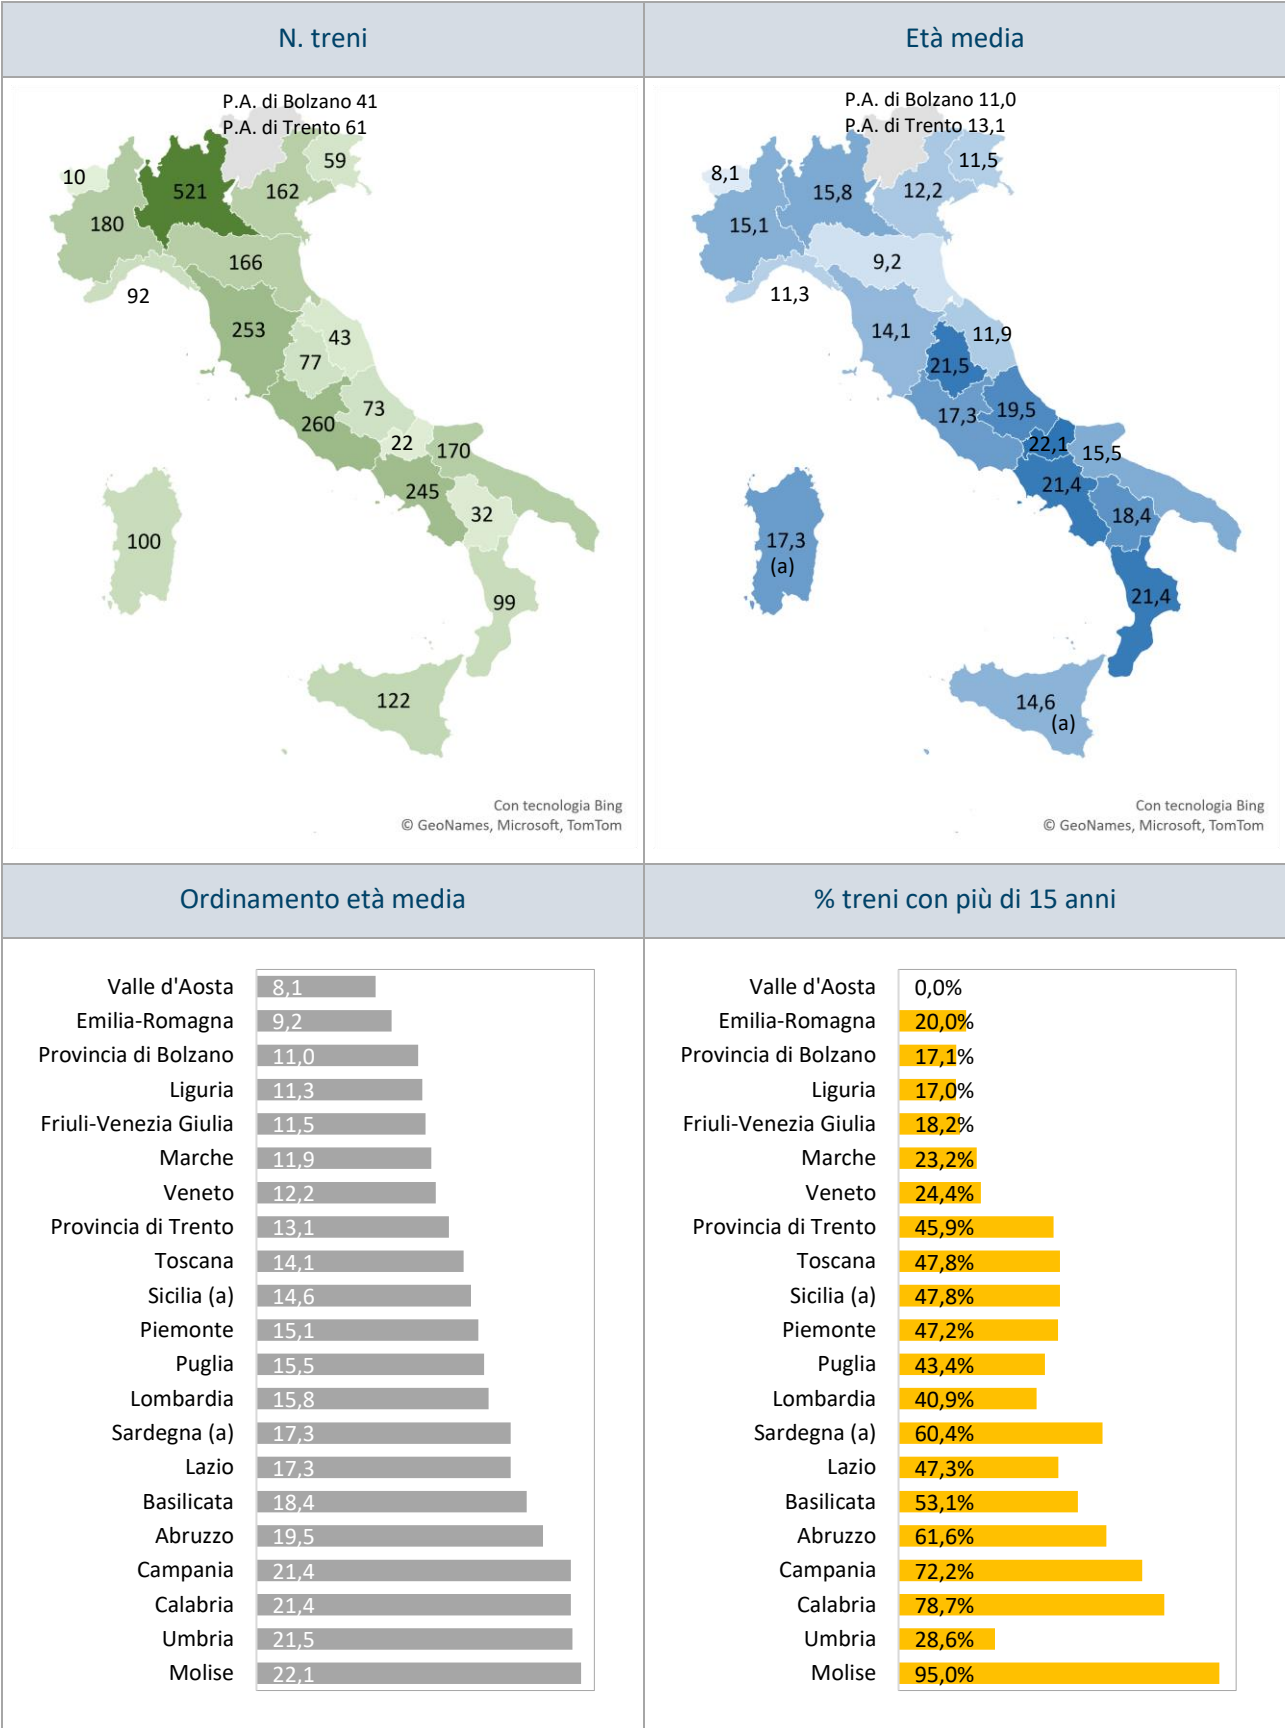 N. treni
Età media
P.A. di Bolzano 41
P.A. di Trento 61
59
10
521
162
180
166
92
253
43
77
73
260
22
170
245
32
100
99
122
Con tecnologia Bing
© GeoNames, Microsoft, TomTom
P.A. di Bolzano 11,0
P.A. di Trento 13,1
11,5
8,1
15,8
12,2
15,1
9,2
11,3
14,1
11,9
21,5
19,5
17,3
22,1
15,5
21,4
18,4
17,3
(a)
21,4
14,6
(a)
Con tecnologia Bing
© GeoNames, Microsoft, TomTom
Ordinamento età media
% treni con più di 15 anni
Valle d'Aosta 8,1
Emilia-Romagna 9,2
Provincia di Bolzano 11,0
Liguria 11,3
Friuli-Venezia Giulia 11,5
Marche 11,9
Veneto 12,2
Provincia di Trento 13,1
Toscana 14,1
Sicilia (a) 14,6
Piemonte 15,1
Puglia 15,5
Lombardia 15,8
Sardegna (a) 17,3
Lazio 17,3
Basilicata 18,4
Abruzzo 19,5
Campania 21,4
Calabria 21,4
Umbria 21,5
Molise 22,1
Valle d'Aosta 0,0%
Emilia-Romagna 20,0%
Provincia di Bolzano 17,1%
Liguria 17,0%
Friuli-Venezia Giulia 18,2%
Marche 23,2%
Veneto 24,4%
Provincia di Trento 45,9%
Toscana 47,8%
Sicilia (a) 47,8%
Piemonte 47,2%
Puglia 43,4%
Lombardia 40,9%
Sardegna (a) 60,4%
Lazio 47,3%
Basilicata 53,1%
Abruzzo 61,6%
Campania 72,2%
Calabria 78,7%
Umbria 28,6%
Molise 95,0%